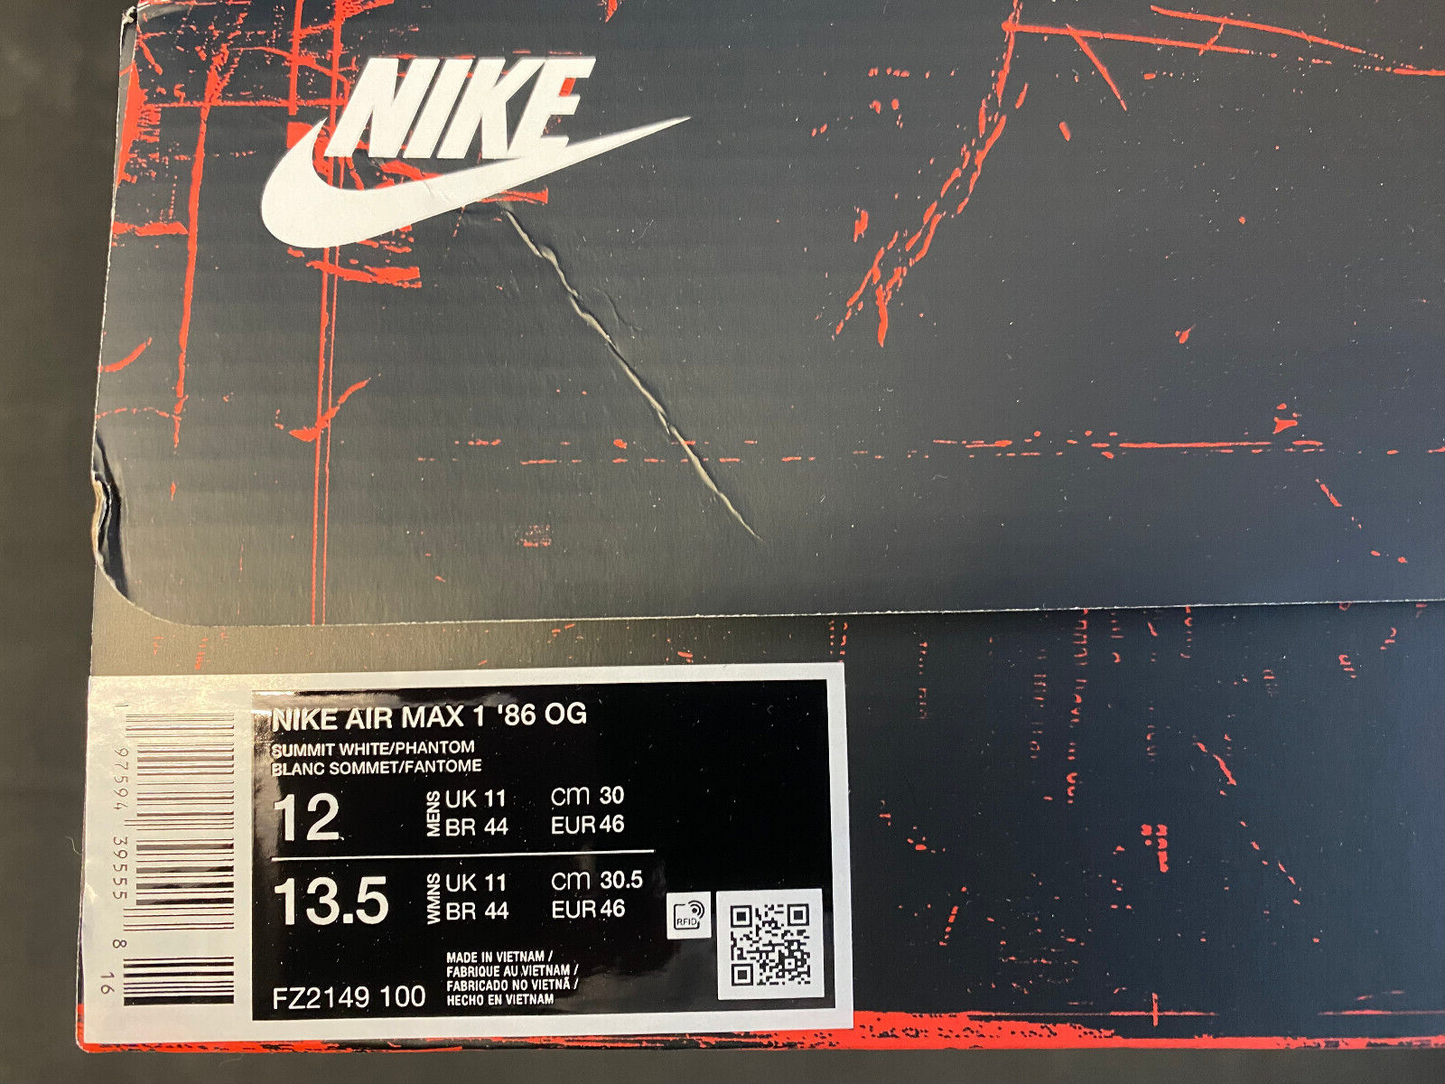 NIKE
NIKE AIR MAX 1 '86 OG
SUMMIT WHITE/PHANTOM
BLANC SOMMET/FANTOME
12 MENS UK 11 CM 30
BR 44 EUR 46
13.5 WMNS UK 11 CM 30.5
BR 44 EUR 46
RFID
MADE IN VIETNAM /
FABRIQUE AU VIETNAM /
FABRICADO NO VIETNÃ /
HECHO EN VIETNAM
FZ2149 100
1 97594 39555 8 16